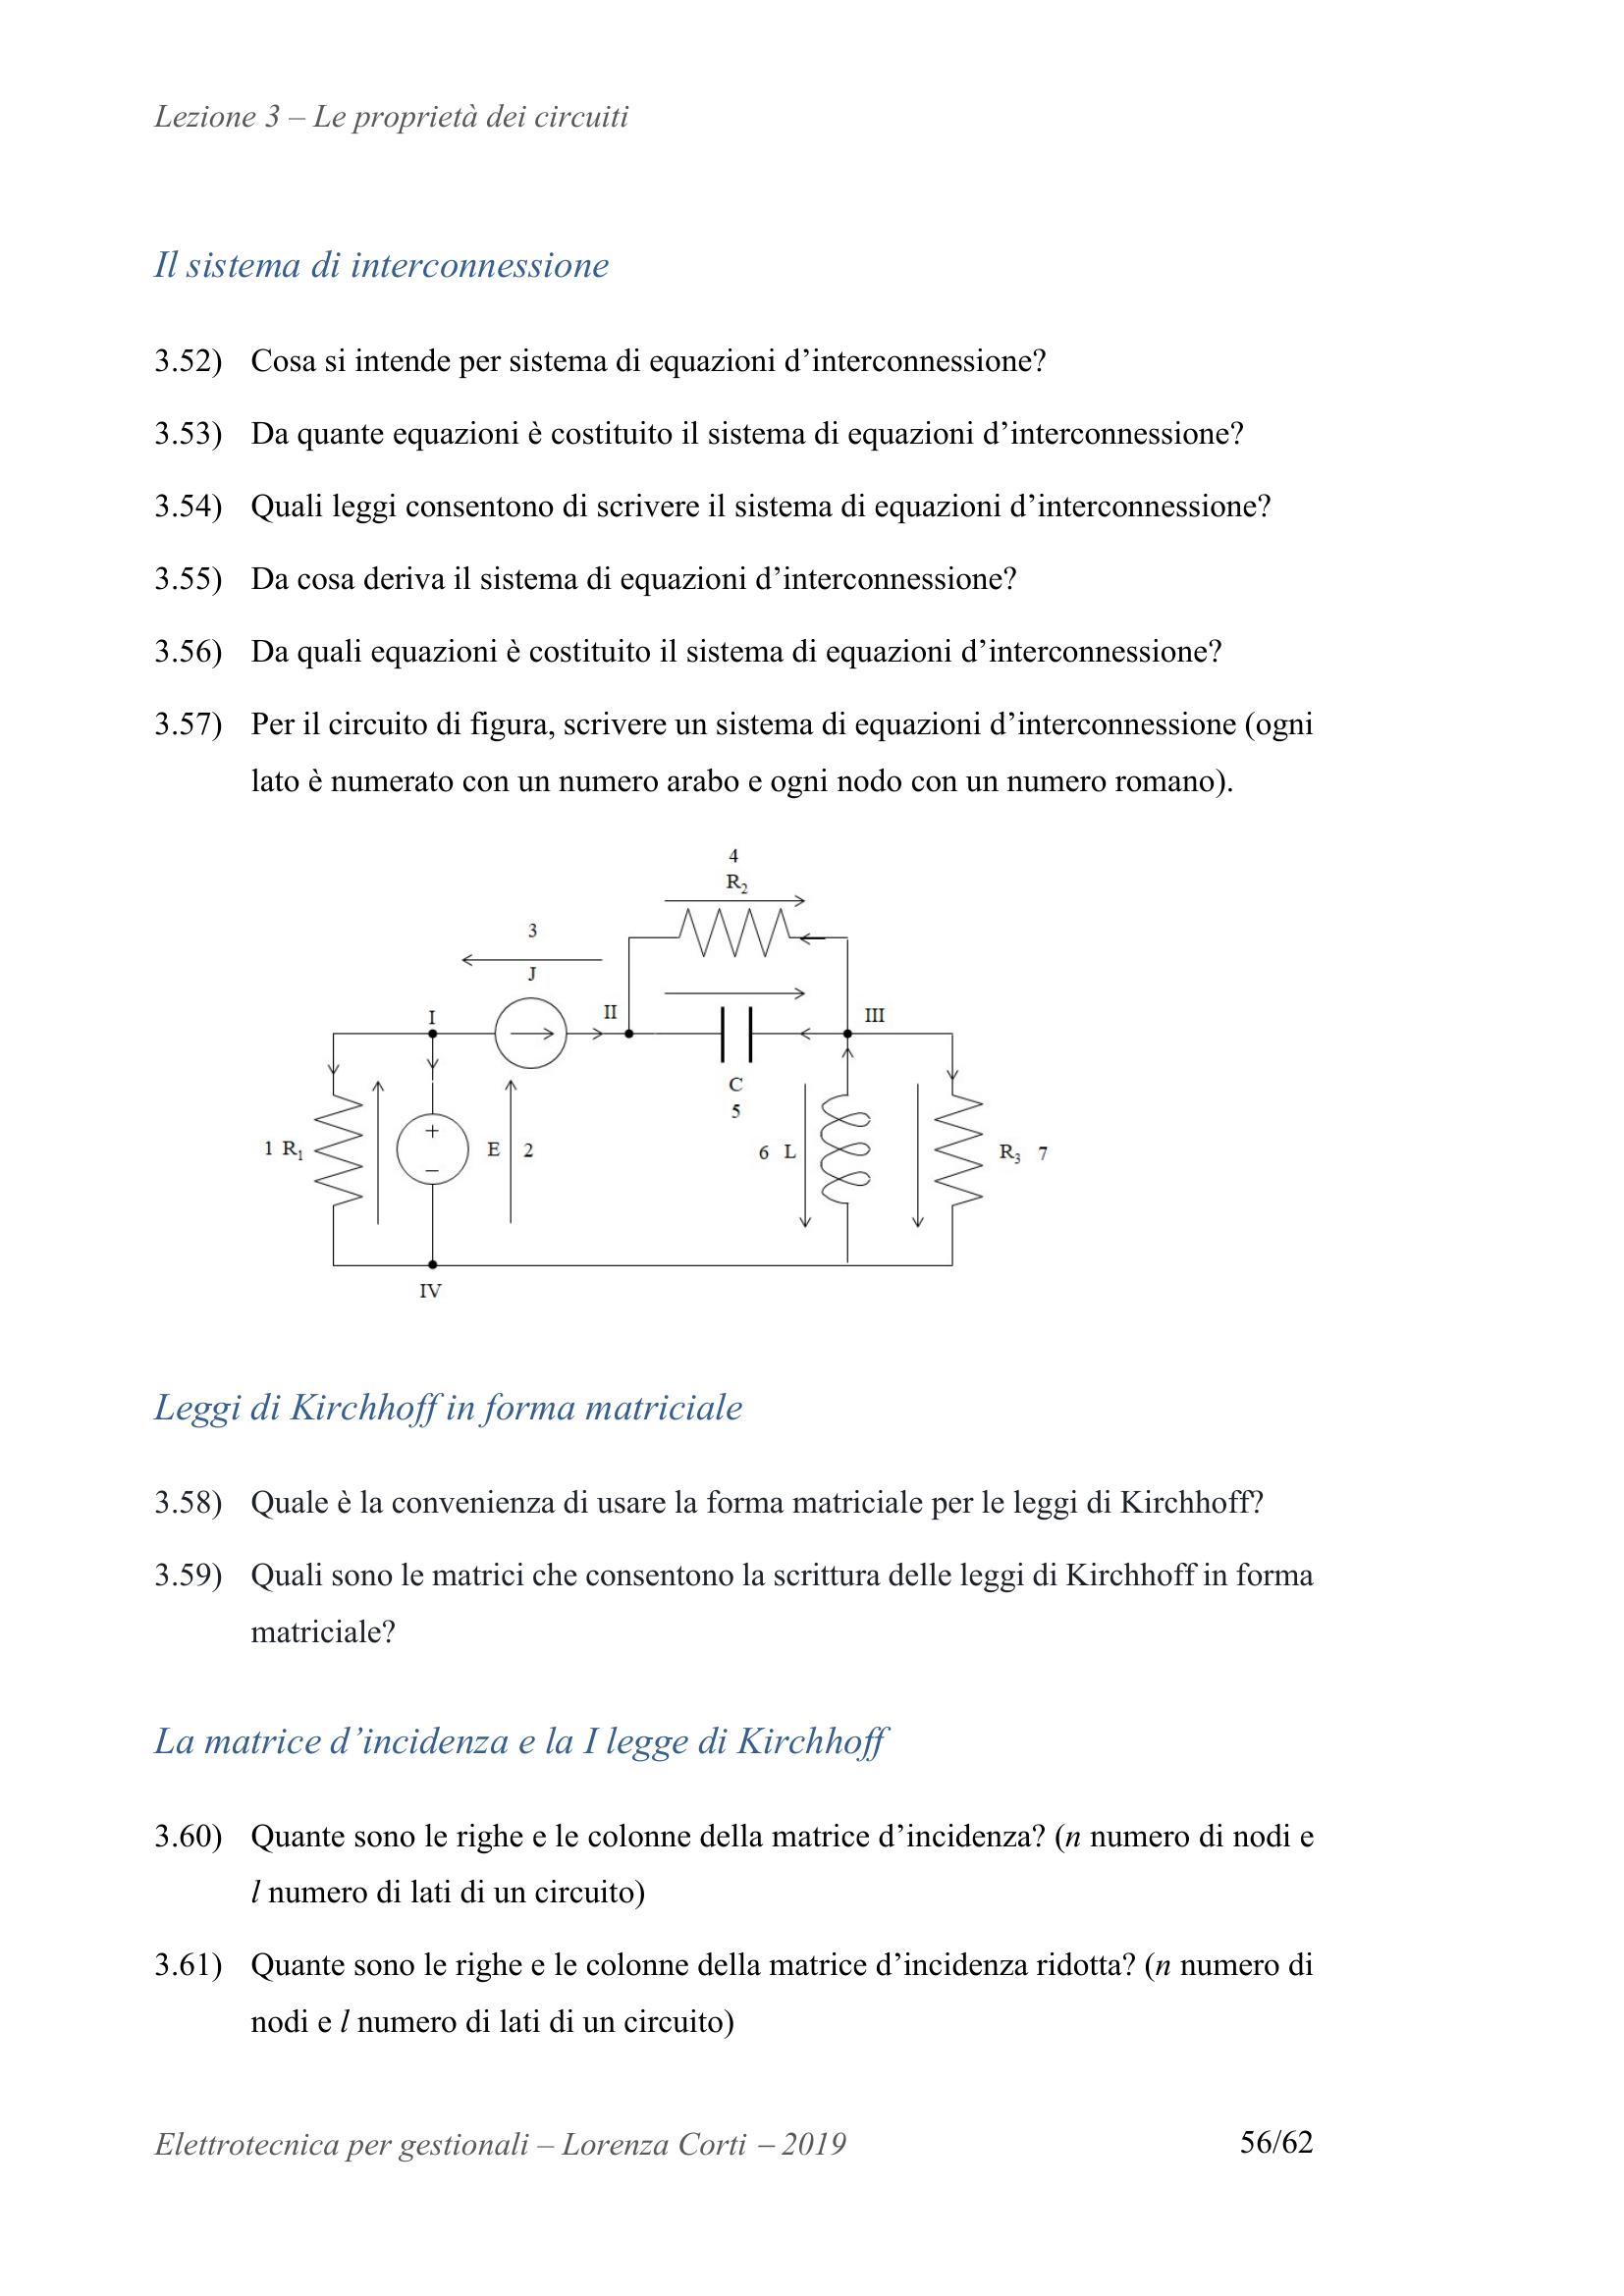 Lezione 3 – Le proprietà dei circuiti
Il sistema di interconnessione
3.52) Cosa si intende per sistema di equazioni d’interconnessione?
3.53) Da quante equazioni è costituito il sistema di equazioni d’interconnessione?
3.54) Quali leggi consentono di scrivere il sistema di equazioni d’interconnessione?
3.55) Da cosa deriva il sistema di equazioni d’interconnessione?
3.56) Da quali equazioni è costituito il sistema di equazioni d’interconnessione?
3.57) Per il circuito di figura, scrivere un sistema di equazioni d’interconnessione (ogni
lato è numerato con un numero arabo e ogni nodo con un numero romano).
4
R2
3
J
I
II
III
C
5
1 R1
+
−
E 2
6 L
R3 7
IV
Leggi di Kirchhoff in forma matriciale
3.58) Quale è la convenienza di usare la forma matriciale per le leggi di Kirchhoff?
3.59) Quali sono le matrici che consentono la scrittura delle leggi di Kirchhoff in forma
matriciale?
La matrice d’incidenza e la I legge di Kirchhoff
3.60) Quante sono le righe e le colonne della matrice d’incidenza? (n numero di nodi e
l numero di lati di un circuito)
3.61) Quante sono le righe e le colonne della matrice d’incidenza ridotta? (n numero di
nodi e l numero di lati di un circuito)
Elettrotecnica per gestionali – Lorenza Corti – 2019 56/62